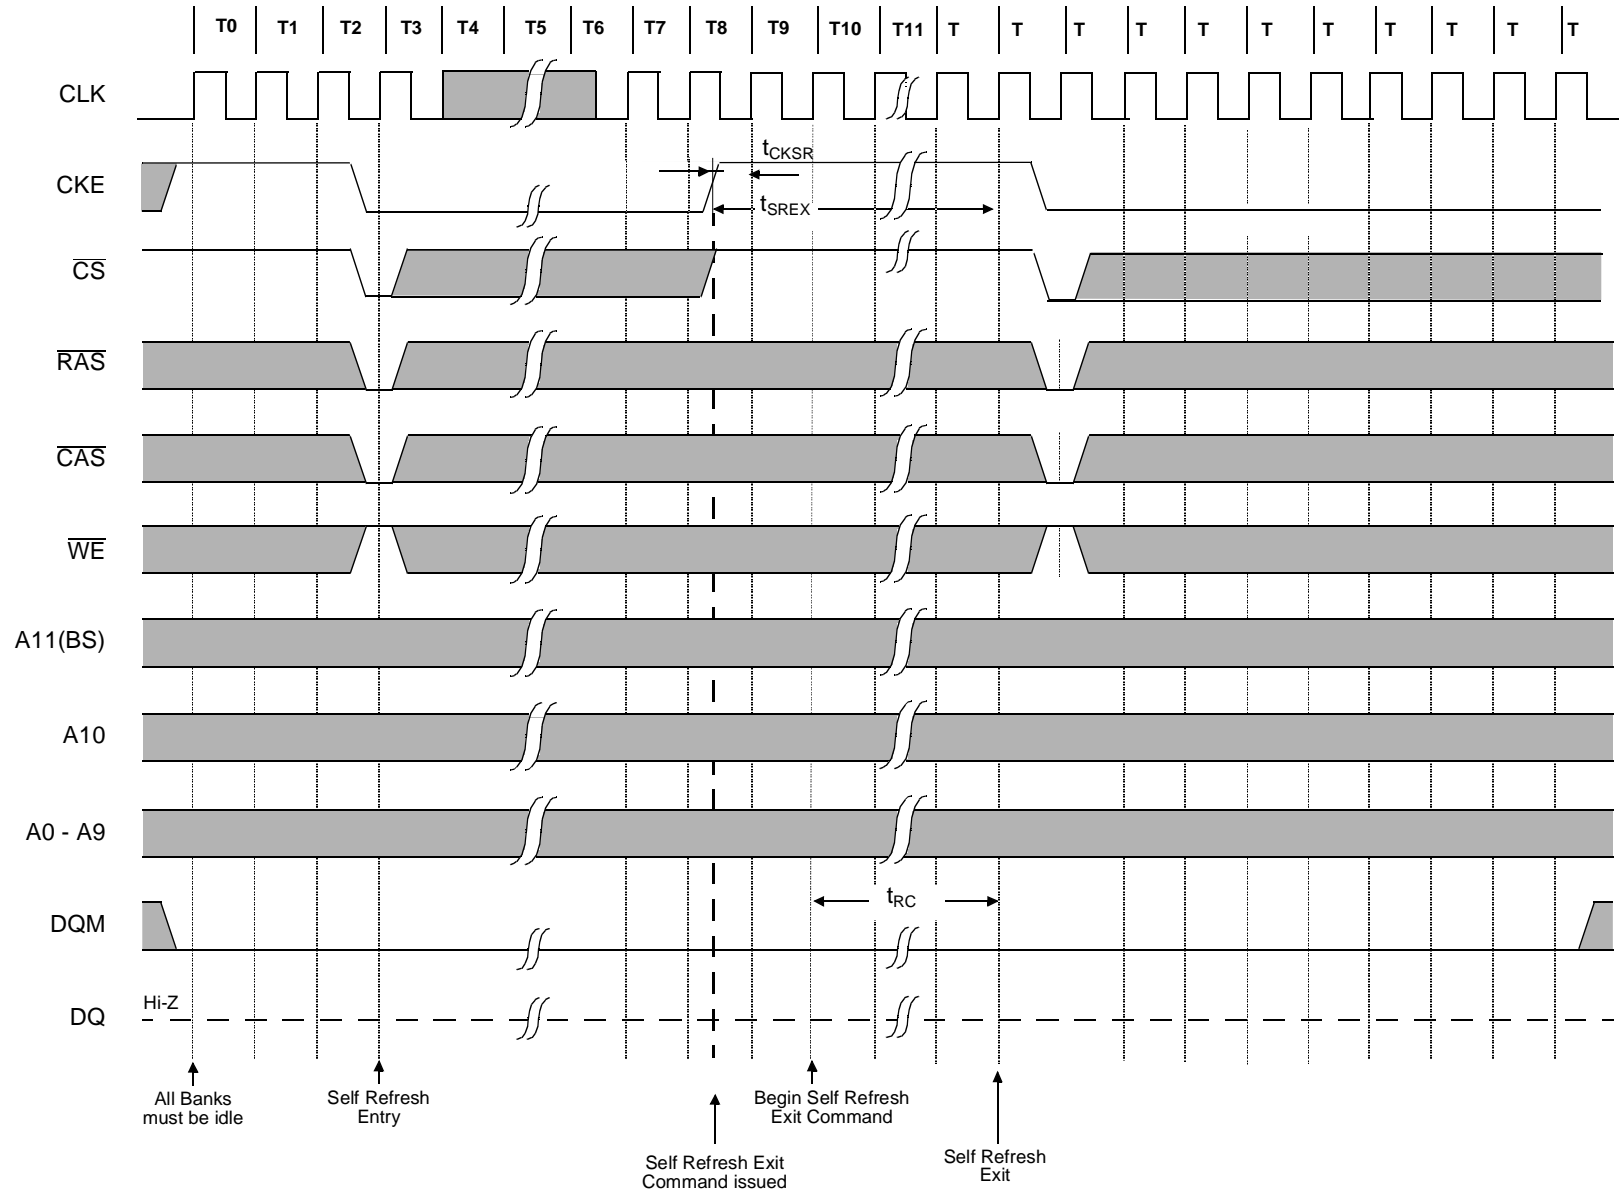 T0 T1 T2 T3 T4 T5 T6 T7 T8 T9 T10 T11 T T T T T T T T T T T
CLK
tCKSR
CKE
tSREX
CS
RAS
CAS
WE
A11(BS)
A10
A0 - A9
tRC
DQM
Hi-Z
DQ
All Banks
must be idle
Self Refresh
Entry
Begin Self Refresh
Exit Command
Self Refresh Exit
Command issued
Self Refresh
Exit